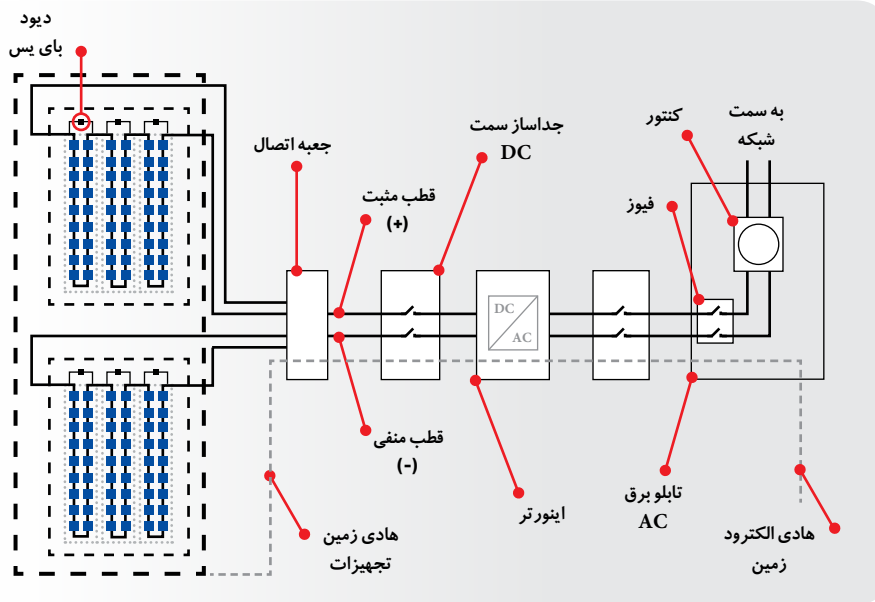 دیود
بای پس
جعبه اتصال
قطب مثبت
(+)
جداساز سمت
DC
کنتور
به سمت
شبکه
فیوز
DC
AC
قطب منفی
(-)
هادی زمین
تجهیزات
اینورتر
تابلو برق
AC
هادی الکترود
زمین